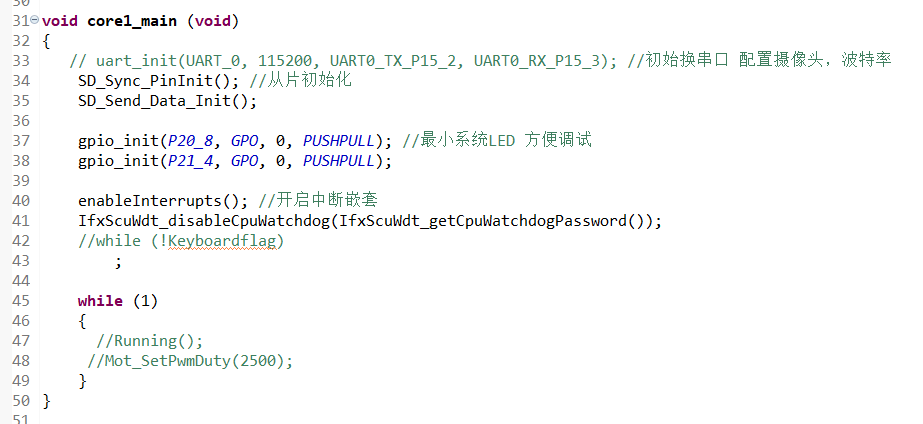 30
31 void core1_main (void)
32 {
33 // uart_init(UART_0, 115200, UART0_TX_P15_2, UART0_RX_P15_3); //初始换串口 配置摄像头，波特率
34 SD_Sync_PinInit(); //从片初始化
35 SD_Send_Data_Init();
36
37 gpio_init(P20_8, GPO, 0, PUSHPULL); //最小系统LED 方便调试
38 gpio_init(P21_4, GPO, 0, PUSHPULL);
39
40 enableInterrupts(); //开启中断嵌套
41 IfxScuWdt_disableCpuWatchdog(IfxScuWdt_getCpuWatchdogPassword());
42 //while (!Keyboardflag)
43 ;
44
45 while (1)
46 {
47 //Running();
48 //Mot_SetPwmDuty(2500);
49 }
50 }
51